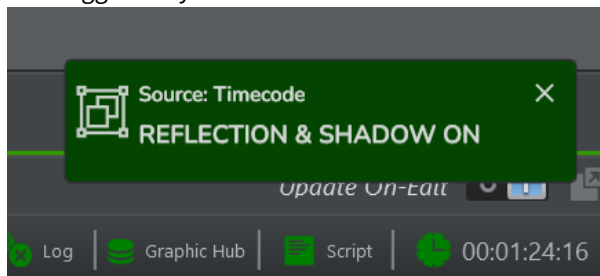 Source: Timecode
REFLECTION & SHADOW ON
Update On-Edit
Log
Graphic Hub
Script
00:01:24:16